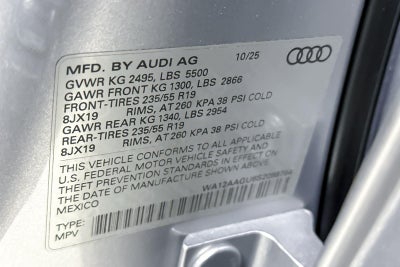 MFD. BY AUDI AG 10/25
GVWR KG 2495, LBS 5500
GAWR FRONT KG 1300, LBS 2866
FRONT-TIRES 235/55 R19
8JX19 RIMS, AT 260 KPA 38 PSI COLD
GAWR REAR KG 1340, LBS 2954
REAR-TIRES 235/55 R19
8JX19 RIMS, AT 260 KPA 38 PSI COLD
THIS VEHICLE CONFORMS TO ALL APPLICABLE
U.S. FEDERAL MOTOR VEHICLE SAFETY
AND THEFT PREVENTION STANDARDS IN EFFECT
ON THE DATE OF MANUFACTURE SHOWN ABOVE
MEXICO
TYPE:
MPV